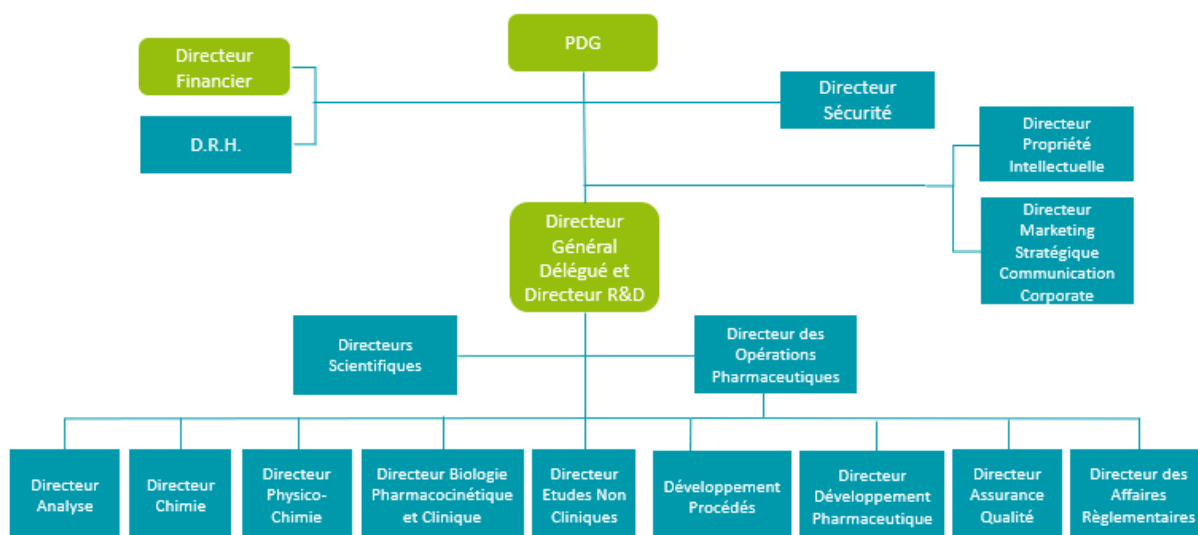 PDG
Directeur
Financier
Directeur
Sécurité
D.R.H.
Directeur
Propriété
Intellectuelle
Directeur
Marketing
Stratégique
Communication
Corporate
Directeur
Général
Délégué et
Directeur R&D
Directeurs
Scientifiques
Directeur des
Opérations
Pharmaceutiques
Directeur
Analyse
Directeur
Chimie
Directeur
Physico-
Chimie
Directeur Biologie
Pharmacocinétique
et Clinique
Directeur
Etudes Non
Cliniques
Développement
Procédés
Directeur
Développement
Pharmaceutique
Directeur
Assurance
Qualité
Directeur des
Affaires
Règlementaires